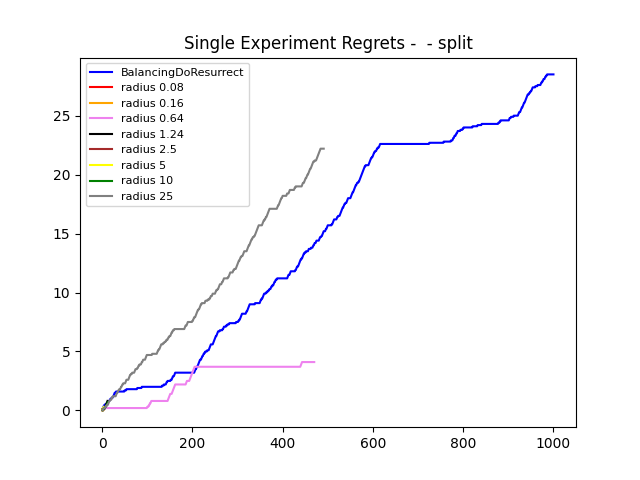 Single Experiment Regrets -  - split
BalancingDoResurrect
radius 0.08
radius 0.16
radius 0.64
radius 1.24
radius 2.5
radius 5
radius 10
radius 25
25
20
15
10
5
0
0 200 400 600 800 1000